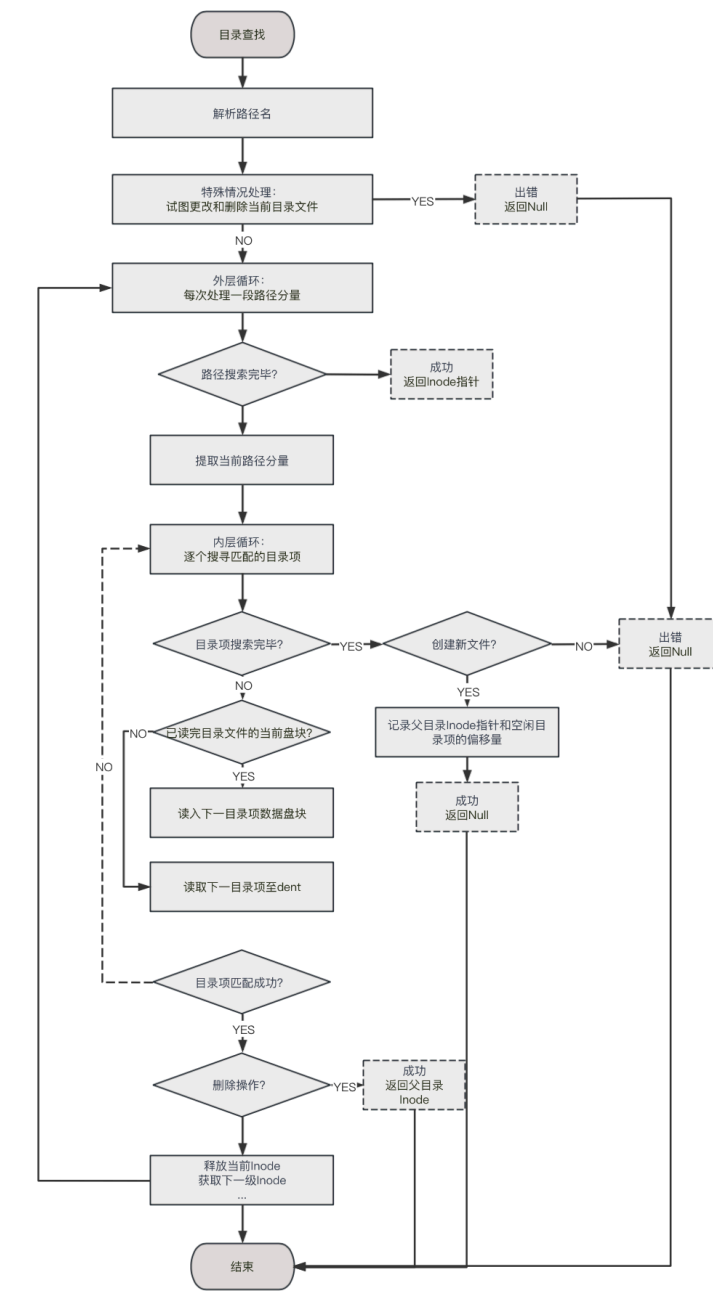 目录查找
解析路径名
特殊情况处理：
试图更改和删除当前目录文件
YES
出错
返回Null
NO
外层循环：
每次处理一段路径分量
路径搜索完毕?
成功
返回Inode指针
提取当前路径分量
内层循环：
逐个搜寻匹配的目录项
目录项搜索完毕?
YES
创建新文件?
NO
出错
返回Null
NO
YES
已读完目录文件的当前盘块?
NO
记录父目录Inode指针和空闲目
录项的偏移量
NO
YES
成功
返回Null
读入下一目录项数据盘块
读取下一目录项至dent
目录项匹配成功?
YES
删除操作?
YES
成功
返回父目录
Inode
释放当前Inode
获取下一级Inode
...
结束